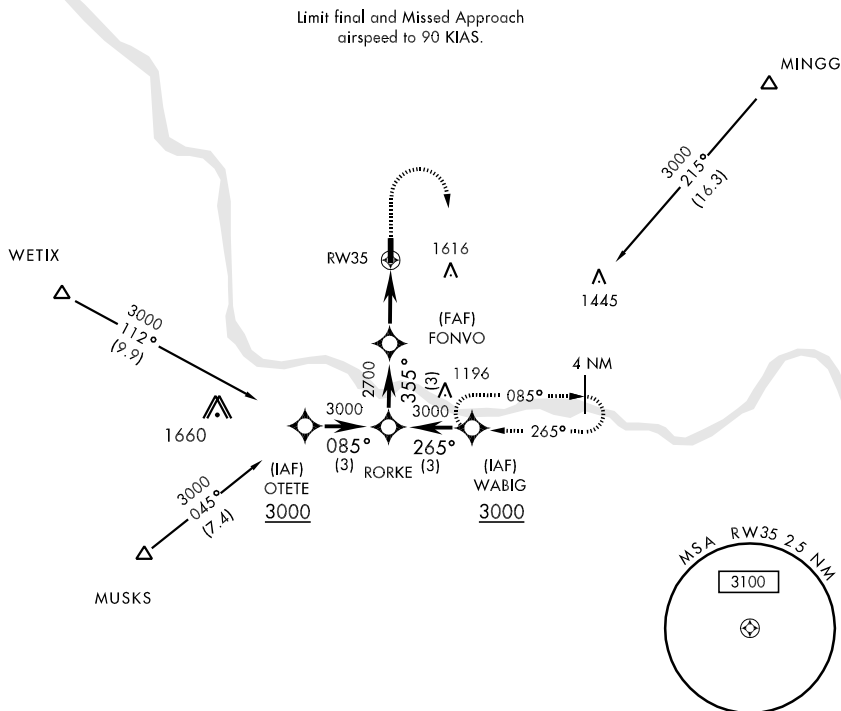 Limit final and Missed Approach
airspeed to 90 KIAS.
MINGG
3000
215°
(16.3)
1445
RW35
1616
WETIX
3000
112°
(9.9)
(FAF)
FONVO
2700
355°
(3)
1196
4 NM
085°
265°
1660
3000
085°
(3)
RORKE
3000
265°
(3)
(IAF)
OTETE
3000
(IAF)
WABIG
3000
3000
045°
(7.4)
MUSKS
MSA RW35 25 NM
3100